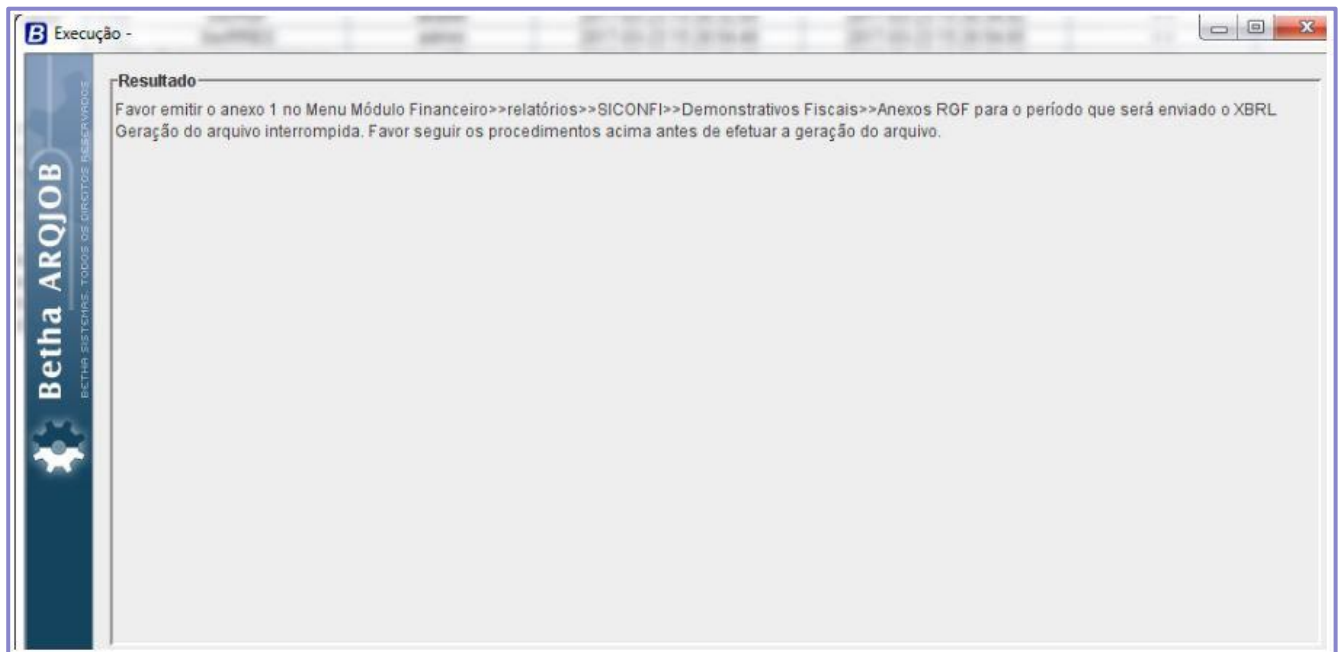 Execução -
Resultado
Favor emitir o anexo 1 no Menu Módulo Financeiro>>relatórios>>SICONFI>>Demonstrativos Fiscais>>Anexos RGF para o período que será enviado o XBRL
Geração do arquivo interrompida. Favor seguir os procedimentos acima antes de efetuar a geração do arquivo.
Betha ARQJOB
BETHA SISTEMAS. TODOS OS DIREITOS RESERVADOS